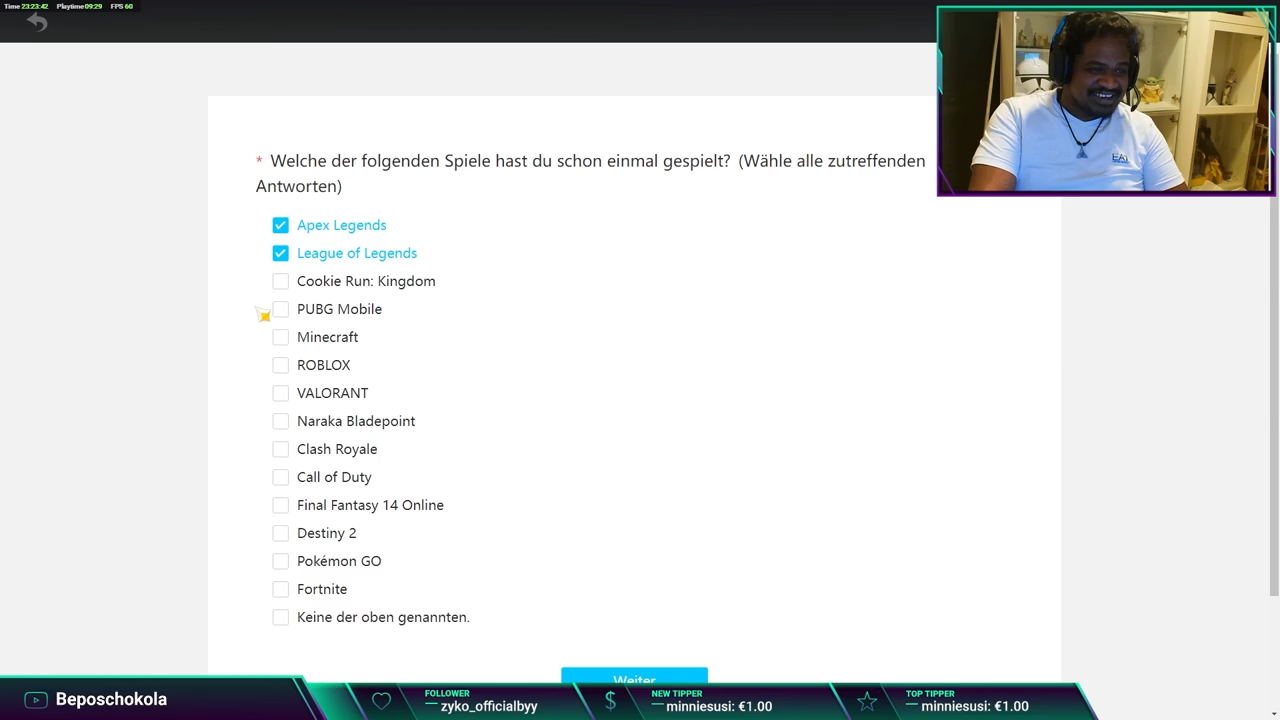 Time 23:23:42 Playtime 09:29 FPS 60
* Welche der folgenden Spiele hast du schon einmal gespielt? (Wähle alle zutreffenden
Antworten)
Apex Legends
League of Legends
Cookie Run: Kingdom
PUBG Mobile
Minecraft
ROBLOX
VALORANT
Naraka Bladepoint
Clash Royale
Call of Duty
Final Fantasy 14 Online
Destiny 2
Pokémon GO
Fortnite
Keine der oben genannten.
Weiter
Beposchokola
FOLLOWER
zyko_officialbyy
$
NEW TIPPER
minniesusi: €1.00
TOP TIPPER
minniesusi: €1.00